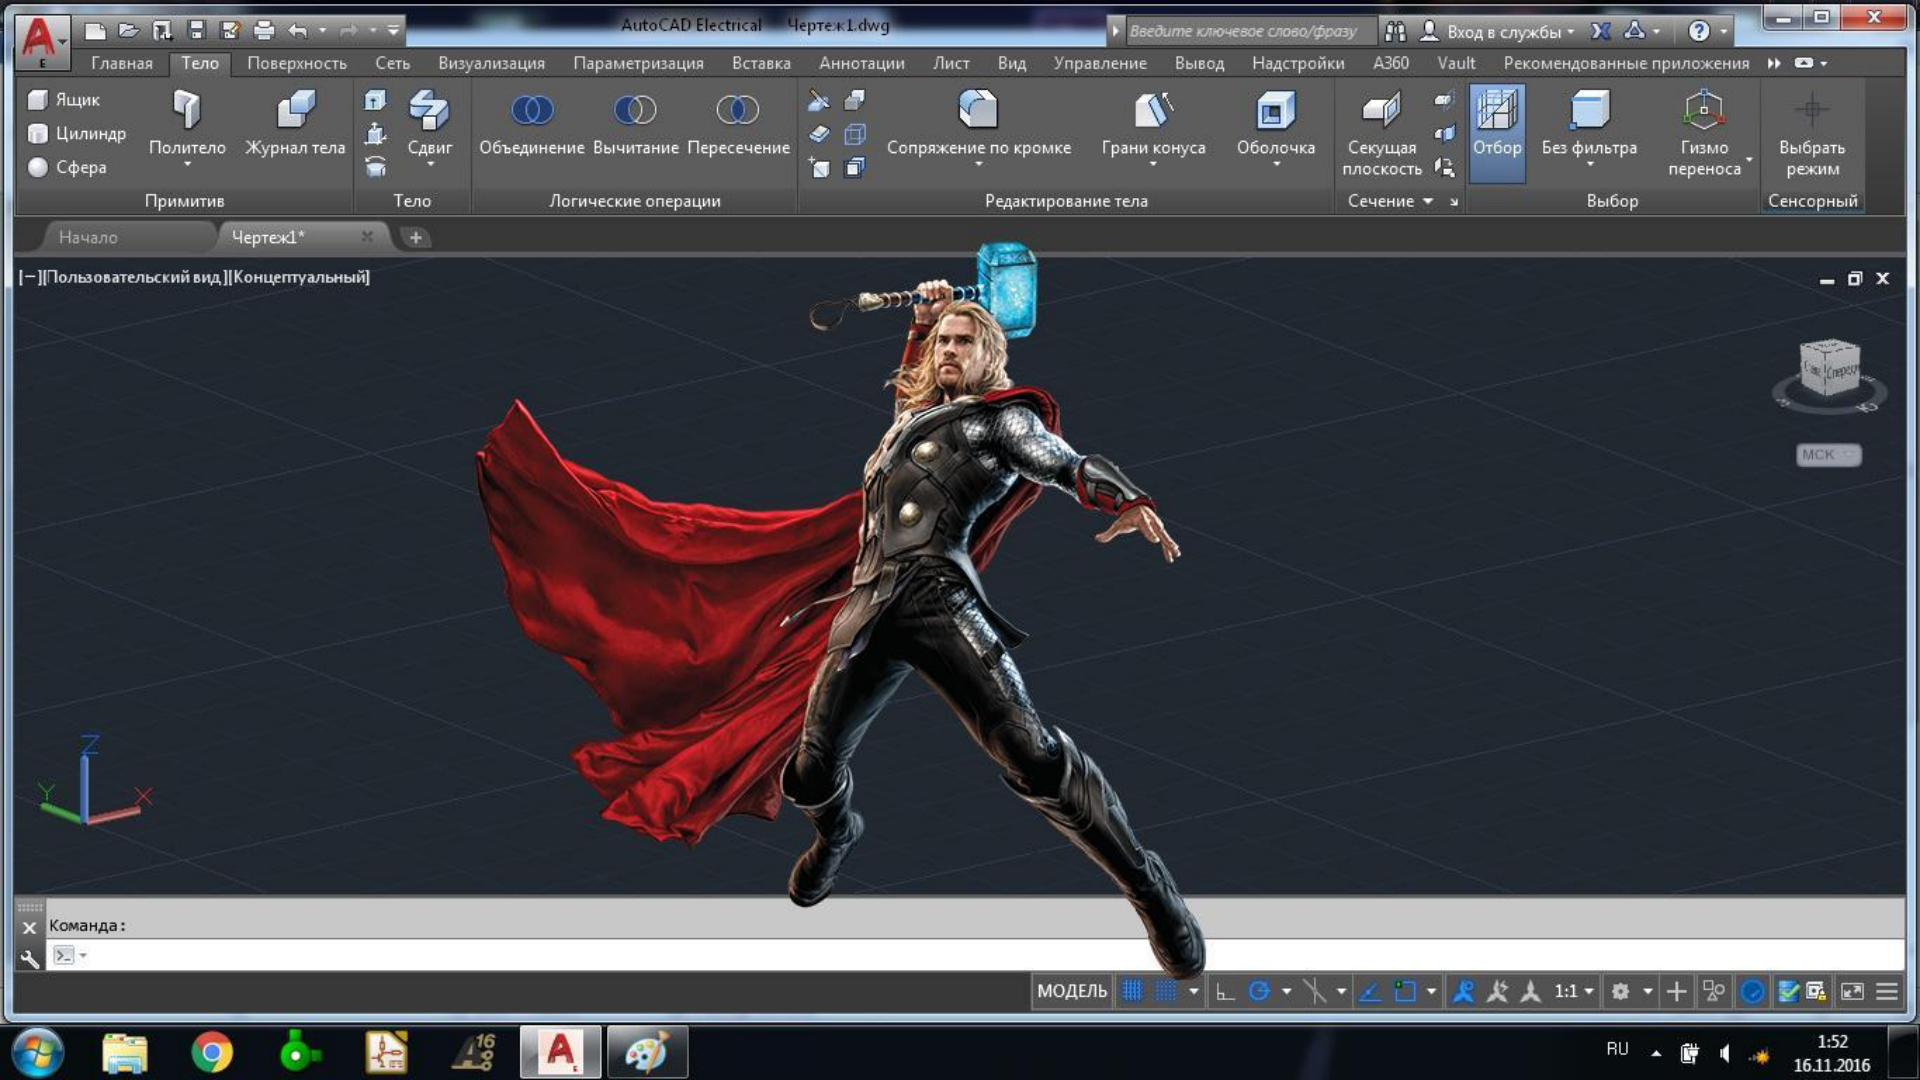 AutoCAD Electrical Чертеж1.dwg
Введите ключевое слово/фразу
Вход в службы
Главная Тело Поверхность Сеть Визуализация Параметризация Вставка Аннотации Лист Вид Управление Вывод Надстройки A360 Vault Рекомендованные приложения
Ящик
Цилиндр
Сфера
Политело
Журнал тела
Сдвиг
Объединение Вычитание Пересечение
Сопряжение по кромке
Грани конуса
Оболочка
Секущая
плоскость
Отбор
Без фильтра
Гизмо
переноса
Выбрать
режим
Примитив Тело Логические операции Редактирование тела Сечение Выбор Сенсорный
Начало Чертеж1*
[−][Пользовательский вид][Концептуальный]
Спереди
Ю
МСК
Z
Y X
Команда:
МОДЕЛЬ 1:1
16
RU
1:52
16.11.2016